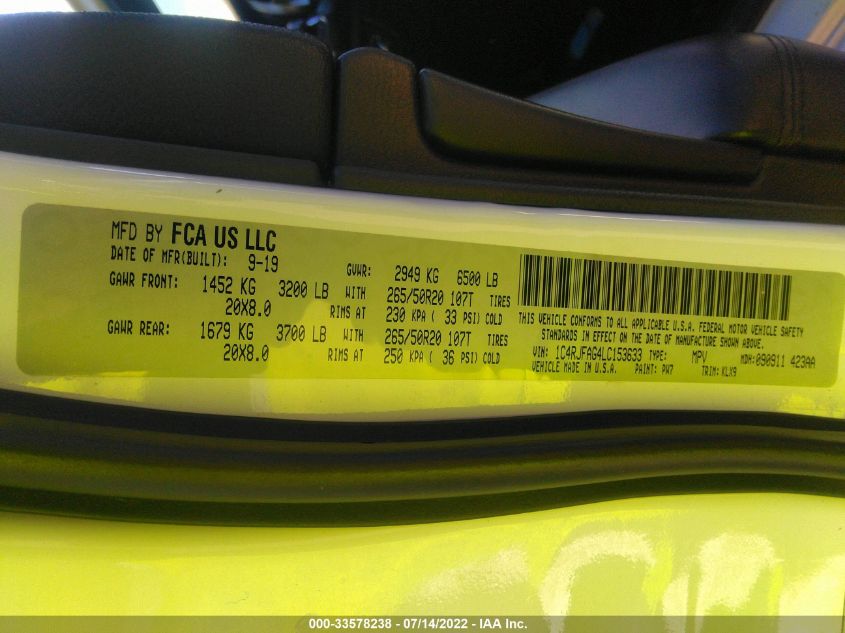 MFD BY FCA US LLC
DATE OF MFR(BUILT): 9-19 GVWR: 2949 KG 6500 LB
GAWR FRONT: 1452 KG 3200 LB WITH 265/50R20 107T TIRES
20X8.0 RIMS AT 230 KPA ( 33 PSI) COLD
GAWR REAR: 1679 KG 3700 LB WITH 265/50R20 107T TIRES
20X8.0 RIMS AT 250 KPA ( 36 PSI) COLD
THIS VEHICLE CONFORMS TO ALL APPLICABLE U.S.A. FEDERAL MOTOR VEHICLE SAFETY
STANDARDS IN EFFECT ON THE DATE OF MANUFACTURE SHOWN ABOVE.
VIN: 1C4RJFAG4LC153633 TYPE: MPV MDH:090911 423AA
VEHICLE MADE IN U.S.A. PAINT: PW7 TRIM: KLX9
000-33578238 - 07/14/2022 - IAA Inc.